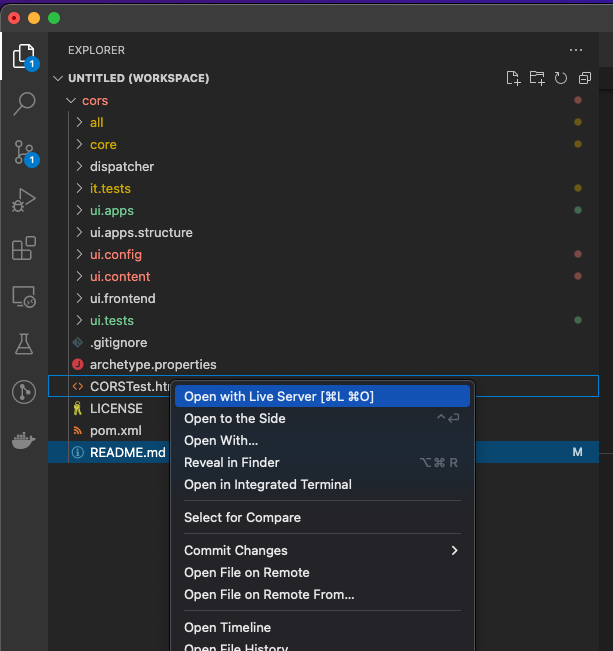 EXPLORER
UNTITLED (WORKSPACE)
1
cors
all
core
dispatcher
1
it.tests
ui.apps
ui.apps.structure
ui.config
ui.content
ui.frontend
ui.tests
.gitignore
archetype.properties
CORSTest.htm
Open with Live Server [⌘L ⌘O]
LICENSE
Open to the Side ^↩
pom.xml
Open With...
README.md M
Reveal in Finder ⌥⌘ R
Open in Integrated Terminal
Select for Compare
Commit Changes
Open File on Remote
Open File on Remote From...
Open Timeline
Open File History